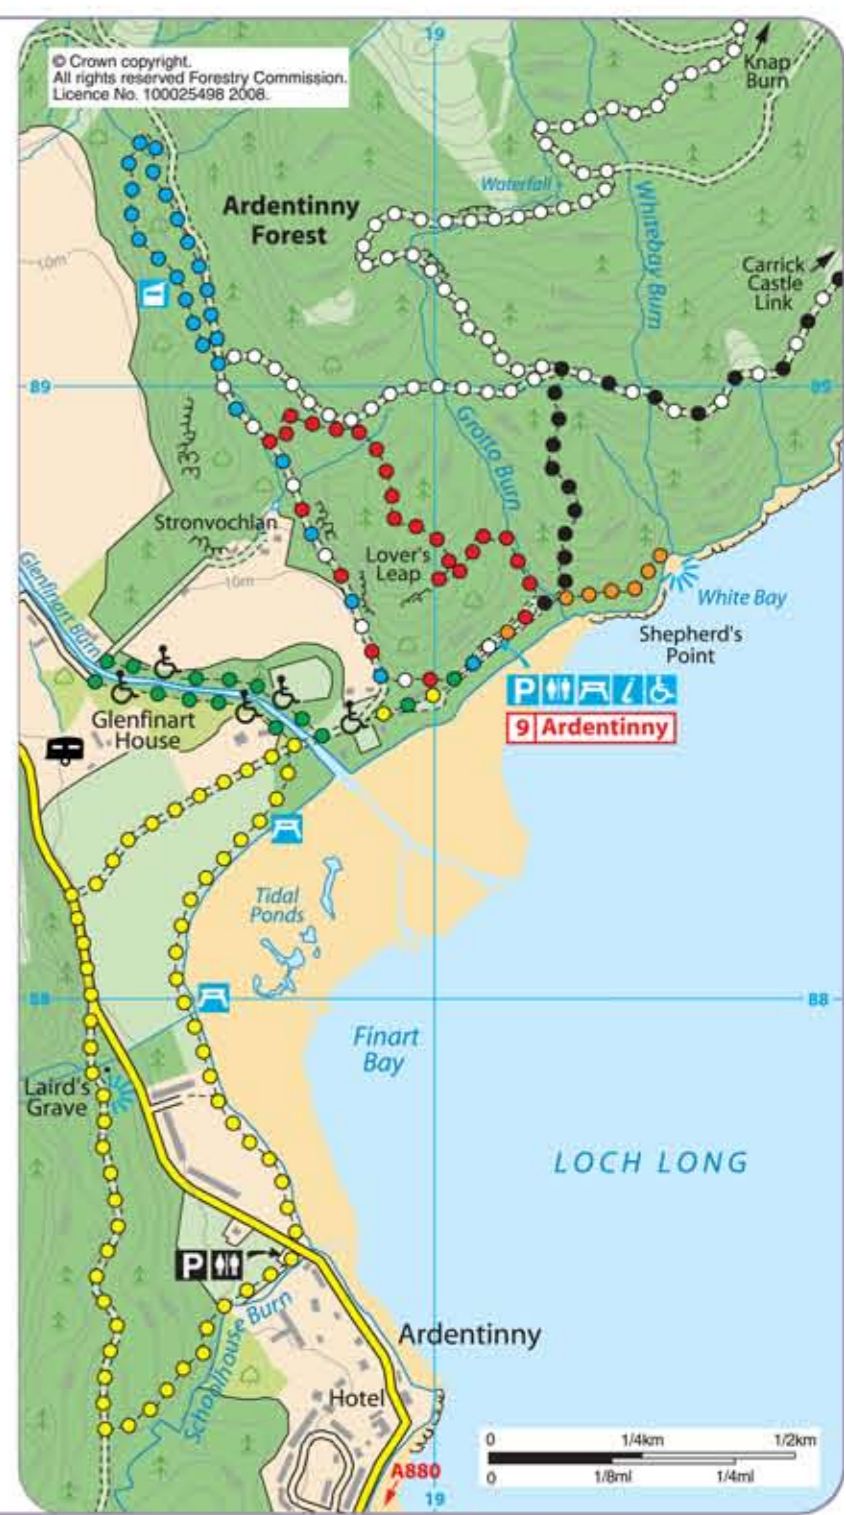 19
© Crown copyright.
All rights reserved Forestry Commission.
Licence No. 100025498 2008.
Knap
Burn
Waterfall
Ardentinny
Forest
Whitebay Burn
10m
Carrick
Castle
Link
89
89
Grotto Burn
Stronvochlan
Lover's
Leap
Glenfinart Burn
10m
White Bay
Shepherd's
Point
P
i
9 Ardentinny
Glenfinart
House
Tidal
Ponds
88
88
Finart
Bay
Laird's
Grave
LOCH LONG
P
Schoolhouse Burn
Ardentinny
Hotel
0 1/4km 1/2km
0 1/8ml 1/4ml
A880
19